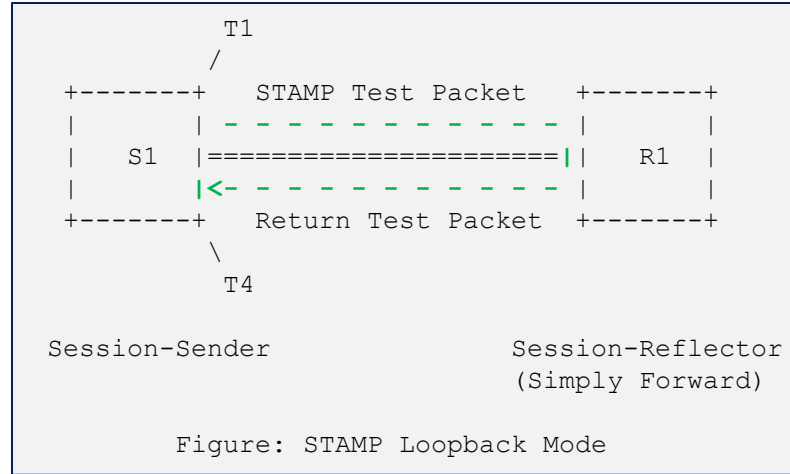 T1
/
+-------+ STAMP Test Packet +-------+
| | - - - - - - - - - - - | |
| S1 |======================|| R1 |
| |<- - - - - - - - - - - | |
+-------+ Return Test Packet +-------+
\
T4
Session-Sender Session-Reflector
(Simply Forward)
Figure: STAMP Loopback Mode